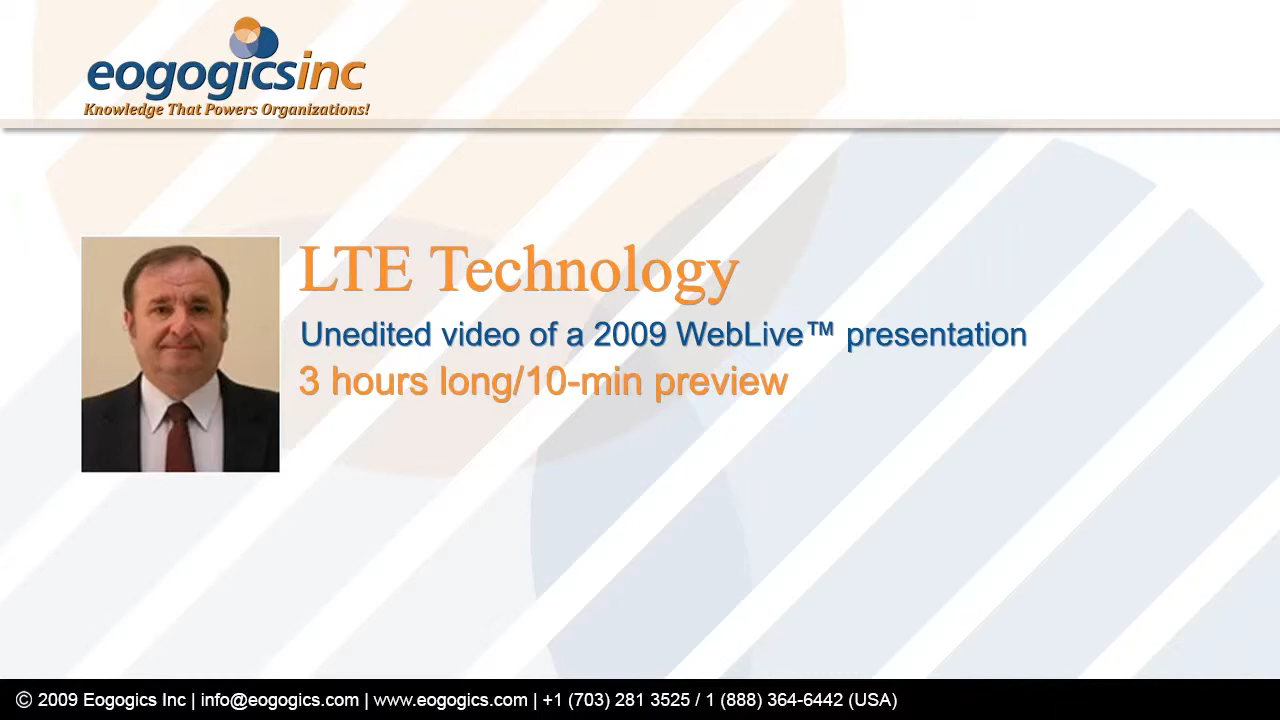 eogogicsinc
Knowledge That Powers Organizations!
LTE Technology
Unedited video of a 2009 WebLive™ presentation
3 hours long/10-min preview
© 2009 Eogogics Inc | info@eogogics.com | www.eogogics.com | +1 (703) 281 3525 / 1 (888) 364-6442 (USA)